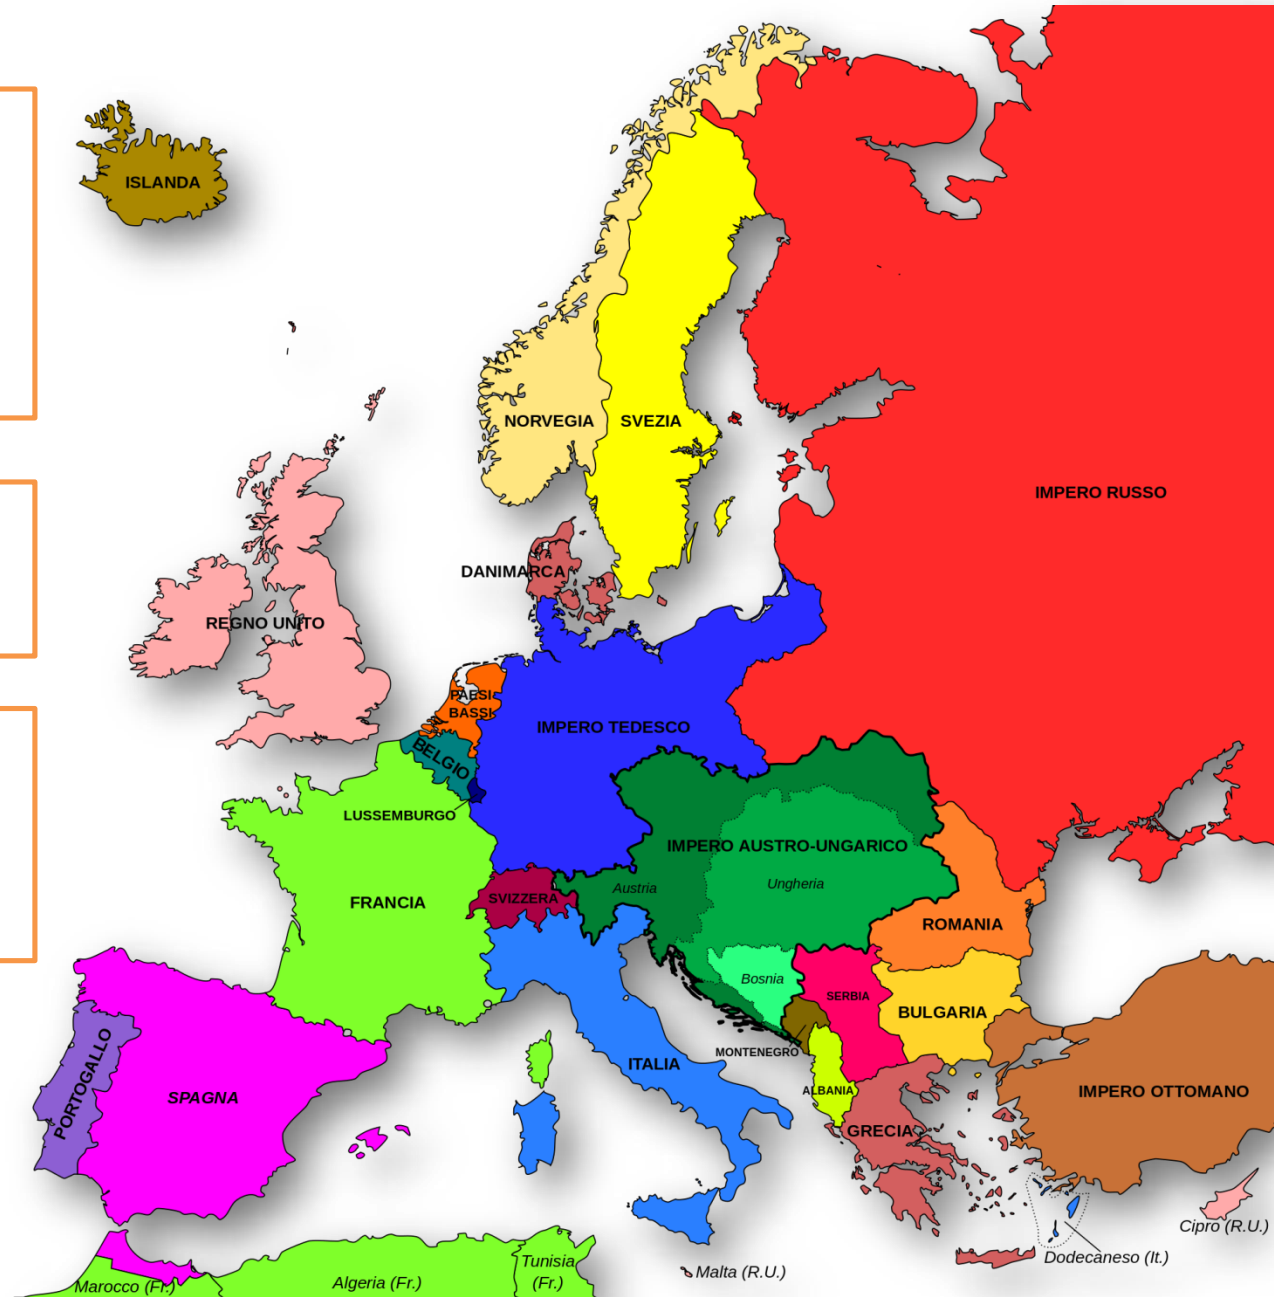 ISLANDA
NORVEGIA
SVEZIA
IMPERO RUSSO
DANIMARCA
REGNO UNITO
PAESI
BASSI
IMPERO TEDESCO
BELGIO
LUSSEMBURGO
IMPERO AUSTRO-UNGARICO
Austria
Ungheria
FRANCIA
SVIZZERA
ROMANIA
Bosnia
SERBIA
BULGARIA
MONTENEGRO
ITALIA
ALBANIA
PORTOGALLO
SPAGNA
GRECIA
IMPERO OTTOMANO
Cipro (R.U.)
Dodecaneso (It.)
Malta (R.U.)
Tunisia
(Fr.)
Algeria (Fr.)
Marocco (Fr.)